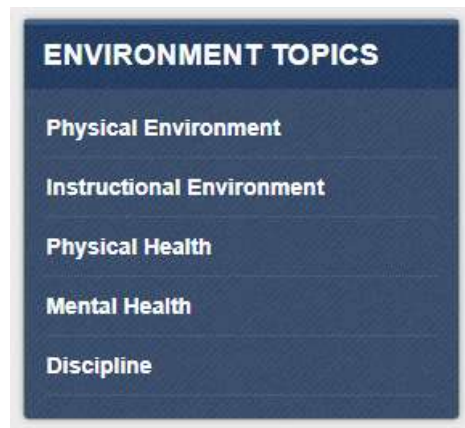 ENVIRONMENT TOPICS
Physical Environment
Instructional Environment
Physical Health
Mental Health
Discipline